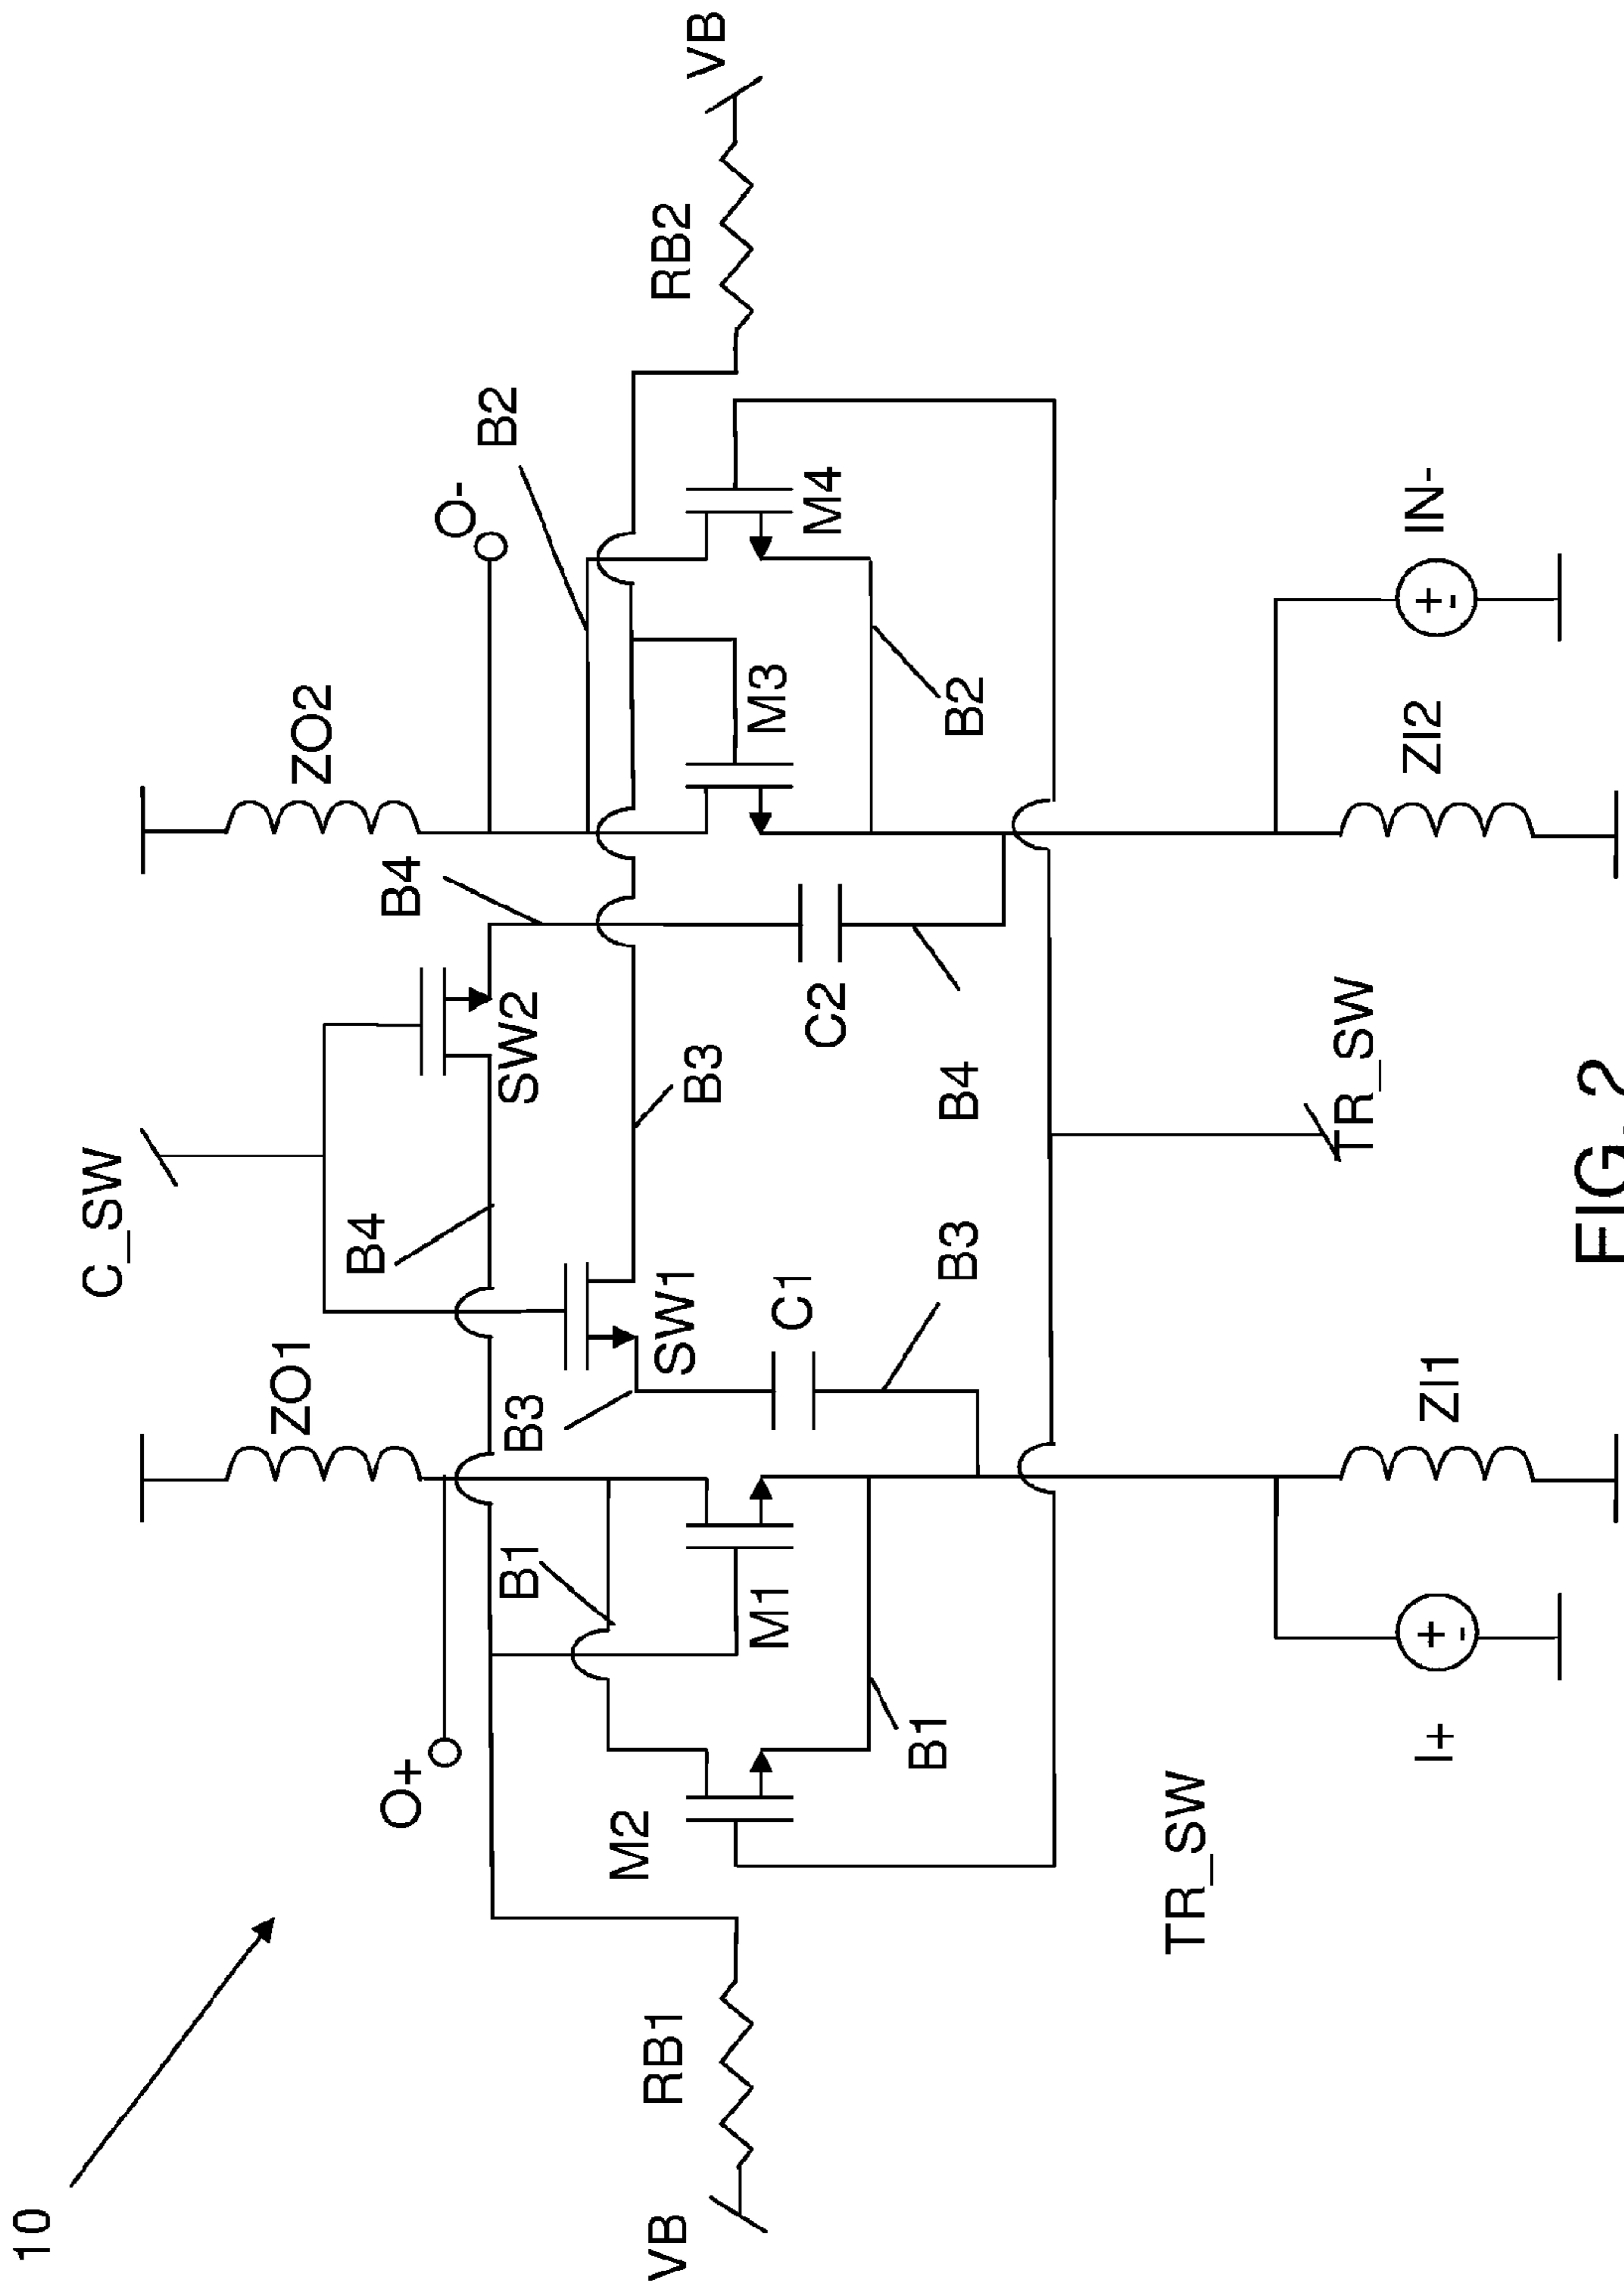 10
C_SW
ZO1
ZO2
O+
B4
B4
O-
B2
B1
B3
SW2
M2
SW1
B3
VB
RB1
M1
C1
C2
M3
M4
RB2
VB
B1
B3
B4
B2
TR_SW
TR_SW
I+
ZI1
ZI2
IN-
+
-
+
-
FIG. 2